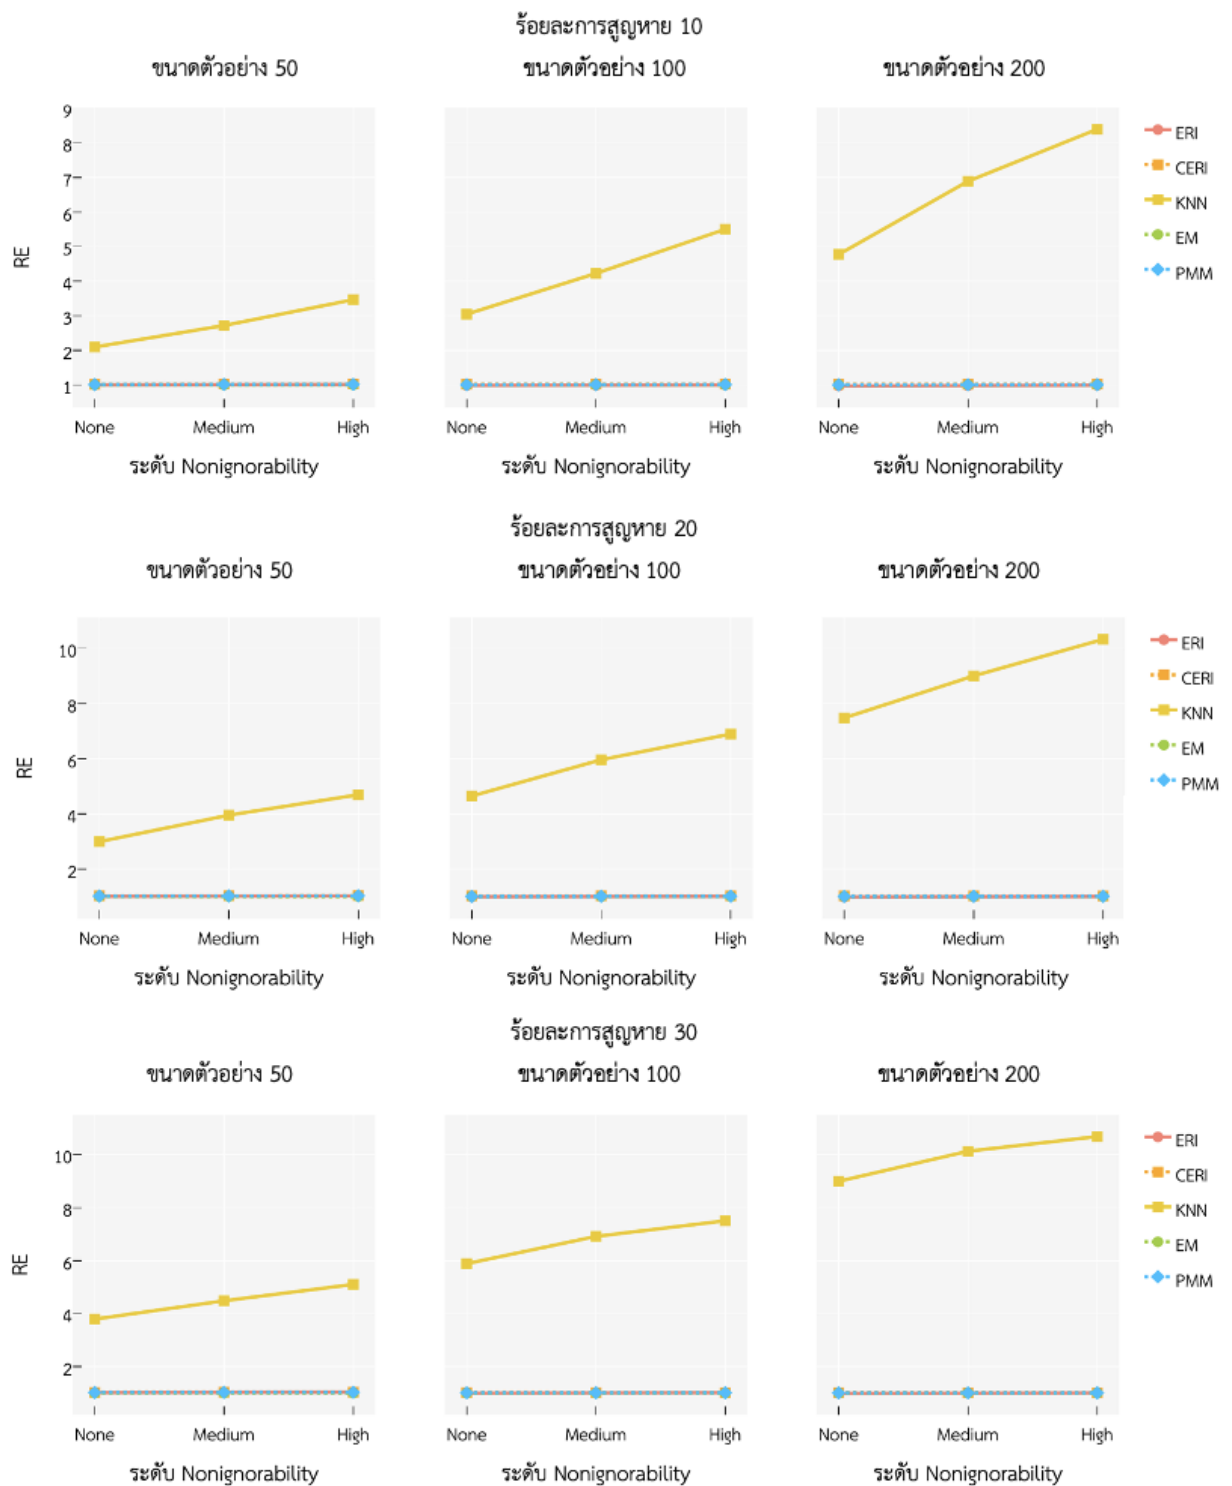 ร้อยละการสูญหาย 10
ขนาดตัวอย่าง 50
ขนาดตัวอย่าง 100
ขนาดตัวอย่าง 200
RE
9
8
7
6
5
4
3
2
1
None Medium High
None Medium High
None Medium High
ระดับ Nonignorability
ระดับ Nonignorability
ระดับ Nonignorability
ERI
CERI
KNN
EM
PMM
ร้อยละการสูญหาย 20
ขนาดตัวอย่าง 50
ขนาดตัวอย่าง 100
ขนาดตัวอย่าง 200
RE
10
8
6
4
2
None Medium High
None Medium High
None Medium High
ระดับ Nonignorability
ระดับ Nonignorability
ระดับ Nonignorability
ERI
CERI
KNN
EM
PMM
ร้อยละการสูญหาย 30
ขนาดตัวอย่าง 50
ขนาดตัวอย่าง 100
ขนาดตัวอย่าง 200
RE
10
8
6
4
2
None Medium High
None Medium High
None Medium High
ระดับ Nonignorability
ระดับ Nonignorability
ระดับ Nonignorability
ERI
CERI
KNN
EM
PMM